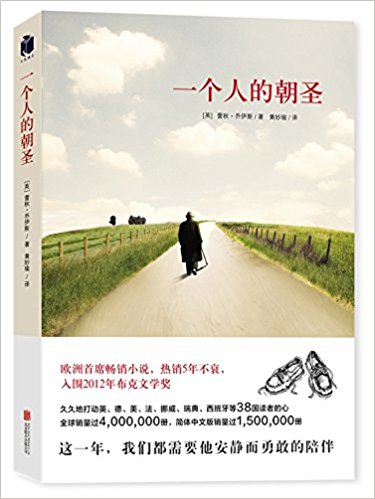 一个人的朝圣
[英] 蕾秋·乔伊斯 / 著 黄妙瑜 / 译
一个人的朝圣
[英] 蕾秋·乔伊斯 / 著 黄妙瑜 / 译
欧洲首席畅销小说，热销5年不衰，
入围2012年布克文学奖
久久地打动英、德、美、法、挪威、瑞典、西班牙等38国读者的心
全球销量过4,000,000册，简体中文版销量过1,500,000册
这一年，我们都需要他安静而勇敢的陪伴